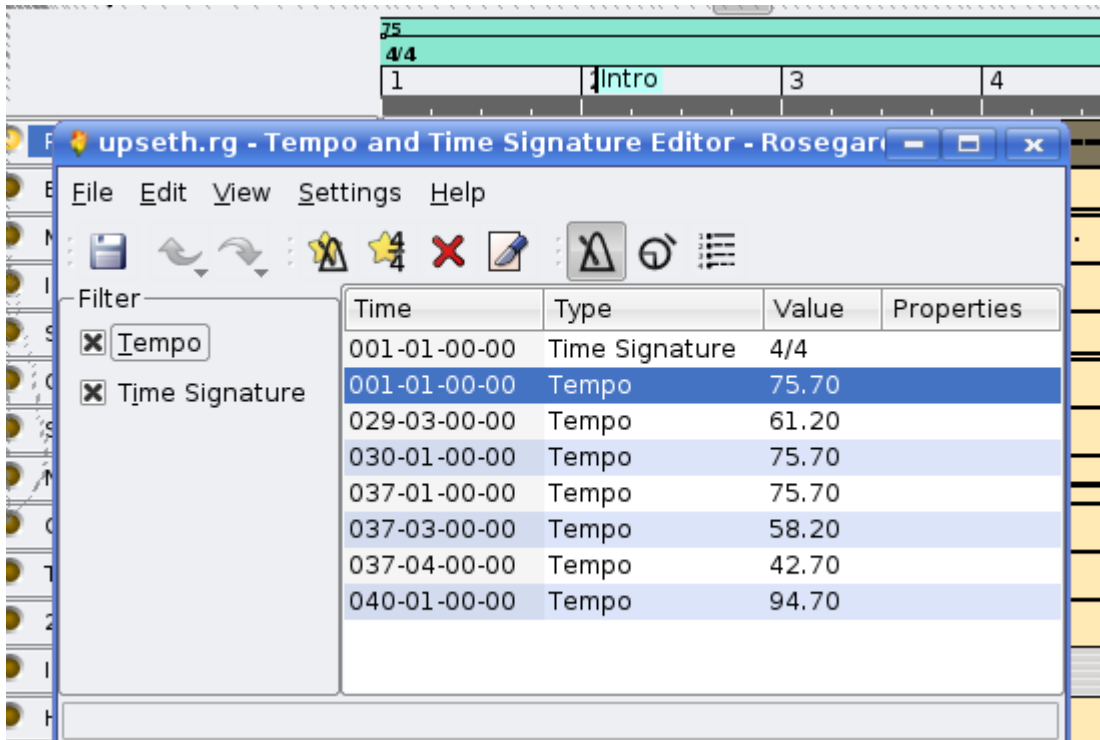 75
4/4
1 2 Intro 3 4
upseth.rg - Tempo and Time Signature Editor - Rosegar
File Edit View Settings Help
Filter
Tempo
Time Signature
Time Type Value Properties
001-01-00-00 Time Signature 4/4
001-01-00-00 Tempo 75.70
029-03-00-00 Tempo 61.20
030-01-00-00 Tempo 75.70
037-01-00-00 Tempo 75.70
037-03-00-00 Tempo 58.20
037-04-00-00 Tempo 42.70
040-01-00-00 Tempo 94.70